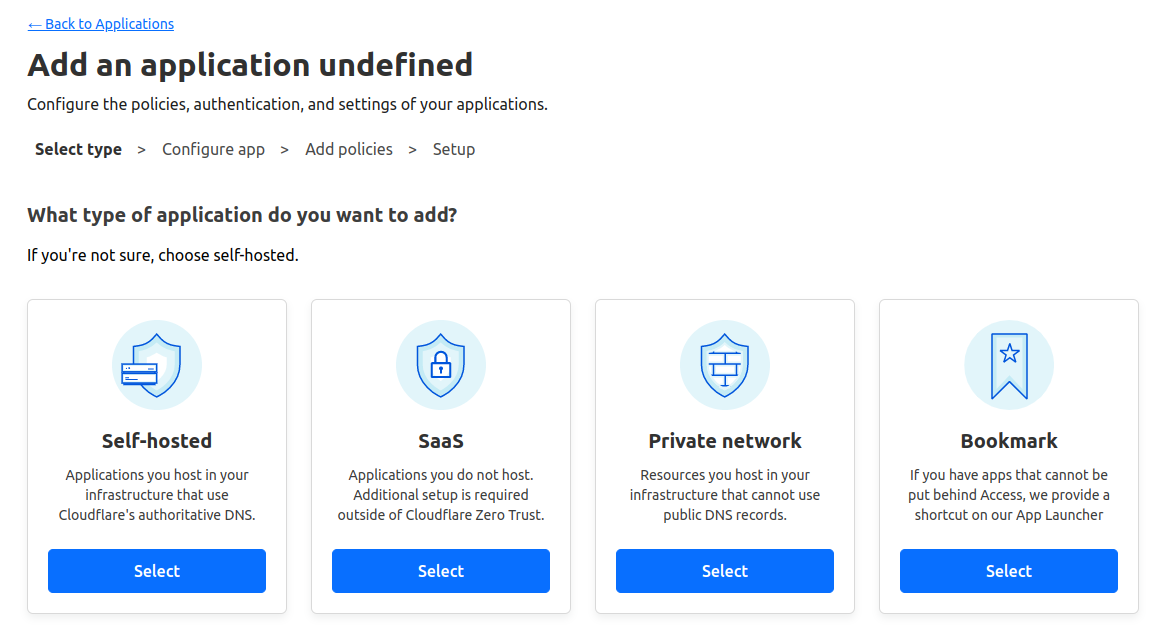 ← Back to Applications
Add an application undefined
Configure the policies, authentication, and settings of your applications.
Select type > Configure app > Add policies > Setup
What type of application do you want to add?
If you're not sure, choose self-hosted.
Self-hosted
Applications you host in your
infrastructure that use
Cloudflare's authoritative DNS.
Select
SaaS
Applications you do not host.
Additional setup is required
outside of Cloudflare Zero Trust.
Select
Private network
Resources you host in your
infrastructure that cannot use
public DNS records.
Select
Bookmark
If you have apps that cannot be
put behind Access, we provide a
shortcut on our App Launcher
Select